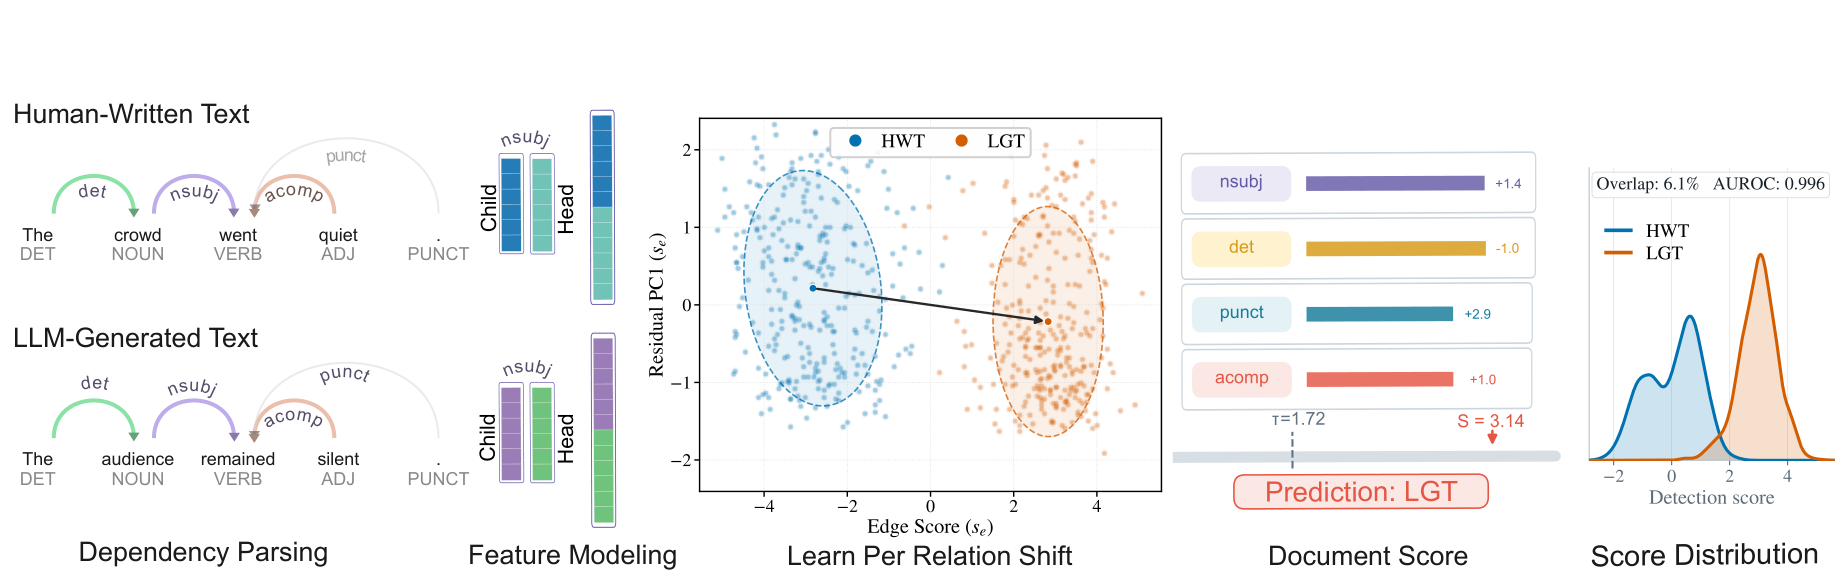 Human-Written Text
det
nsubj
acomp
punct
The
crowd
went
quiet
.
DET
NOUN
VERB
ADJ
PUNCT
LLM-Generated Text
det
nsubj
acomp
punct
The
audience
remained
silent
.
DET
NOUN
VERB
ADJ
PUNCT
Dependency Parsing
nsubj
Child
Head
nsubj
Child
Head
Feature Modeling
HWT
LGT
Residual PC1 (sₑ)
2
1
0
−1
−2
−4
−2
0
2
4
Edge Score (sₑ)
Learn Per Relation Shift
nsubj
+1.4
det
-1.0
punct
+2.9
acomp
+1.0
τ=1.72
S = 3.14
Prediction: LGT
Document Score
Overlap: 6.1% AUROC: 0.996
HWT
LGT
−2
0
2
4
Detection score
Score Distribution